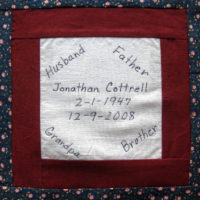 Husband Father
Jonathan Cottrell
2-1-1947
12-9-2008
Grandpa Brother